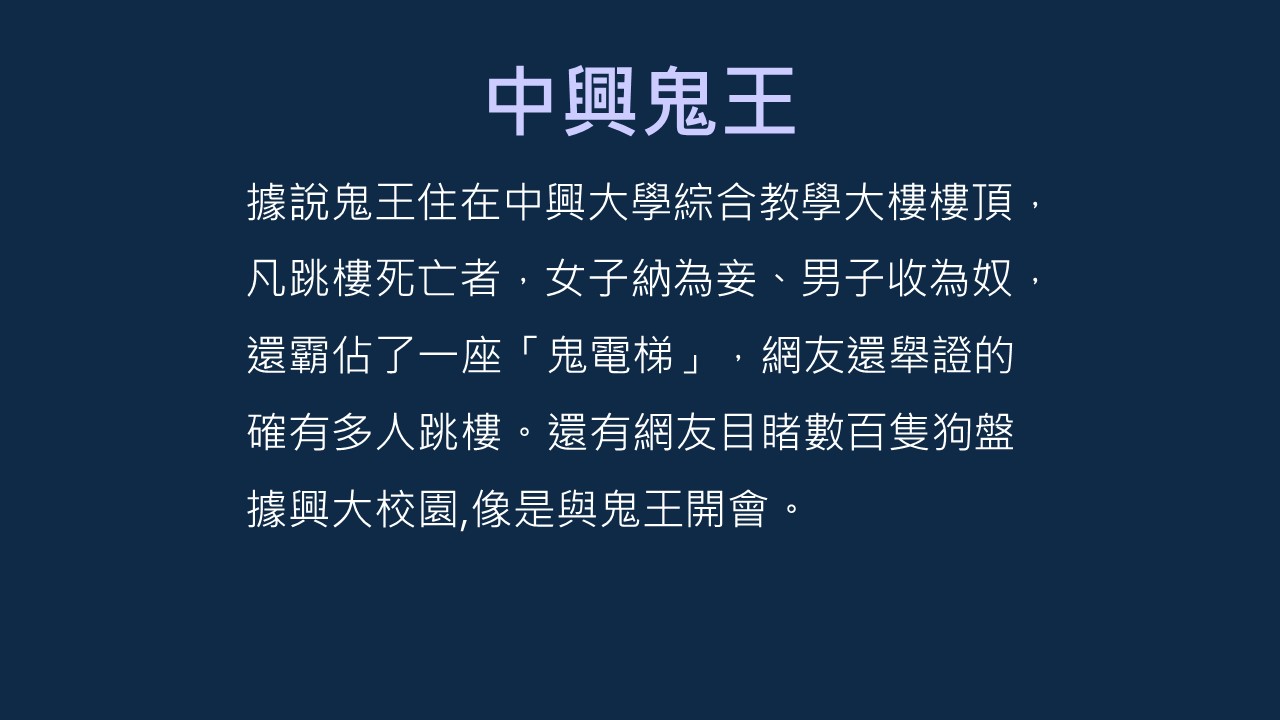 中興鬼王
據說鬼王住在中興大學綜合教學大樓樓頂，
凡跳樓死亡者，女子納為妾、男子收為奴，
還霸佔了一座「鬼電梯」，網友還舉證的
確有多人跳樓。還有網友目睹數百隻狗盤
據興大校園,像是與鬼王開會。